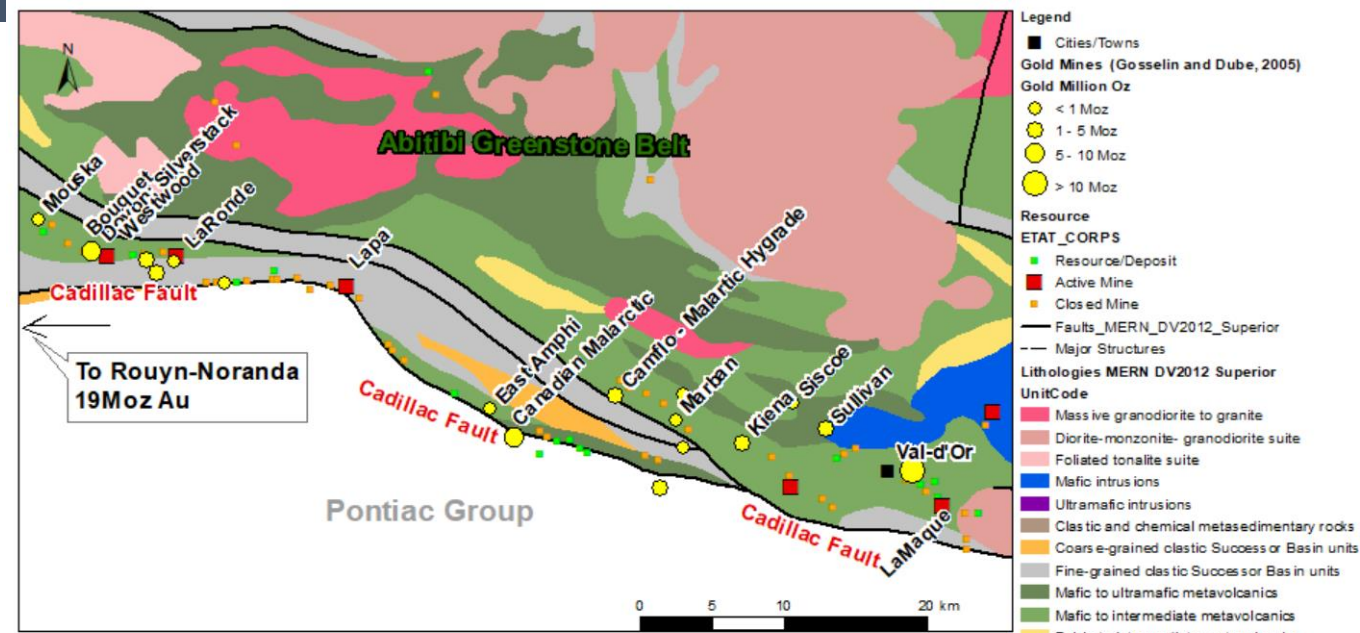 N
Abitibi Greenstone Belt
Mouska
Bouquet
Doyon: Silverstack
Westwood
LaRonde
Lapa
Cadillac Fault
To Rouyn-Noranda
19Moz Au
East Amphi
Canadian Malarctic
Camflo - Malartic Hygrade
Marban
Kiena
Siscoe
Sullivan
Val-d'Or
LaMaque
Cadillac Fault
Cadillac Fault
Pontiac Group
0 5 10 20 km
Legend
Cities/Towns
Gold Mines (Gosselin and Dube, 2005)
Gold Million Oz
< 1 Moz
1 - 5 Moz
5 - 10 Moz
> 10 Moz
Resource
ETAT_CORPS
Resource/Deposit
Active Mine
Closed Mine
Faults_MERN_DV2012_Superior
Major Structures
Lithologies MERN DV2012 Superior
UnitCode
Massive granodiorite to granite
Diorite-monzonite- granodiorite suite
Foliated tonalite suite
Mafic intrusions
Ultramafic intrusions
Clastic and chemical metasedimentary rocks
Coarse-grained clastic Successor Basin units
Fine-grained clastic Successor Basin units
Mafic to ultramafic metavolcanics
Mafic to intermediate metavolcanics